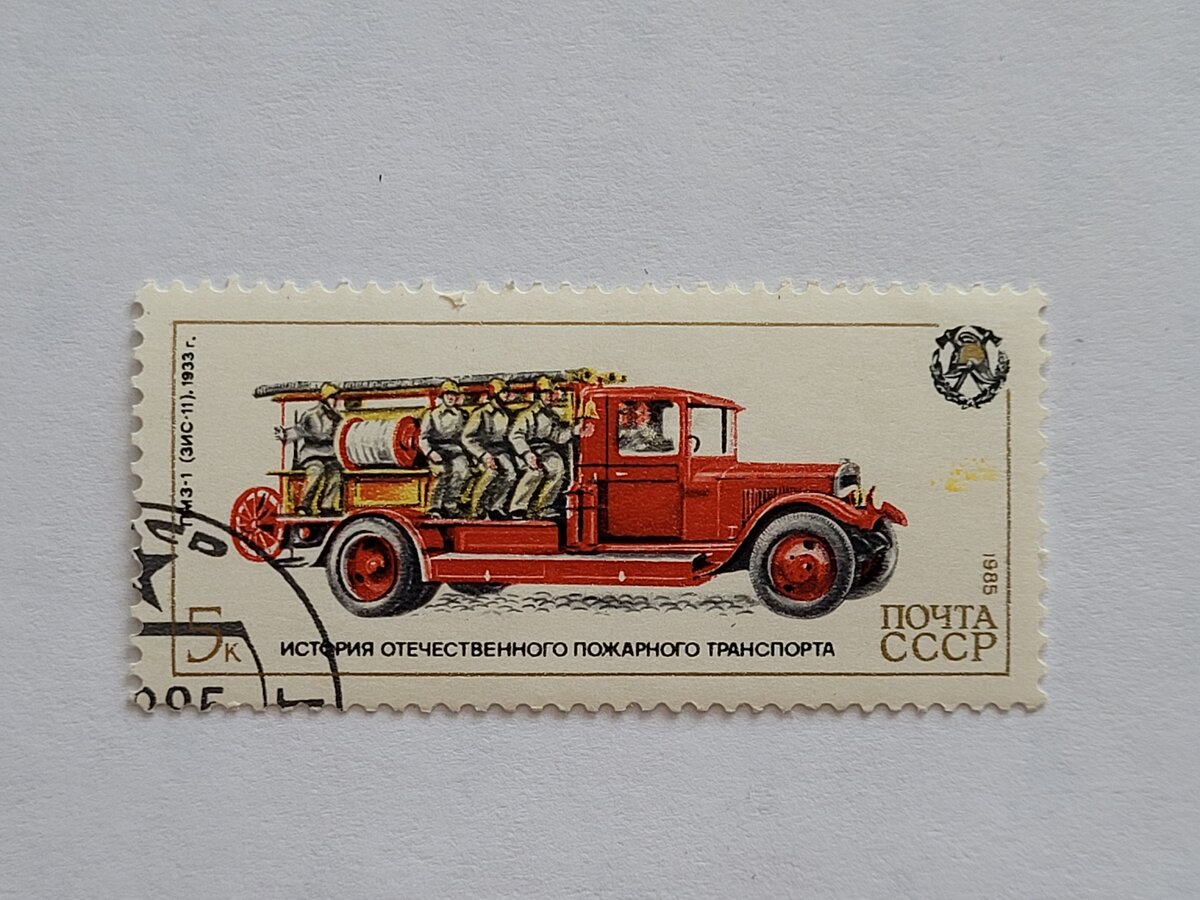 (ЗИС-11). 1933 г.
1985
ПОЧТА
СССР
5к
ИСТОРИЯ ОТЕЧЕСТВЕННОГО ПОЖАРНОГО ТРАНСПОРТА